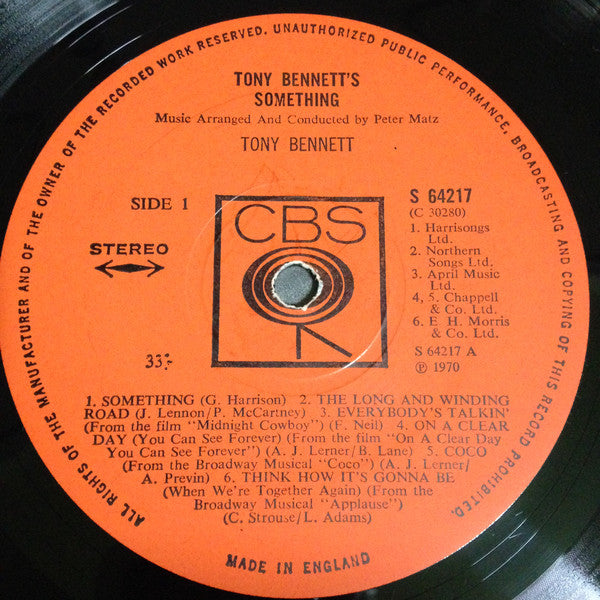 ALL RIGHTS OF THE MANUFACTURER AND OF THE OWNER OF THE RECORDED WORK RESERVED. UNAUTHORIZED PUBLIC PERFORMANCE, BROADCASTING AND COPYING OF THIS RECORD PROHIBITED.
TONY BENNETT'S
SOMETHING
Music Arranged And Conducted by Peter Matz
TONY BENNETT
SIDE 1
STEREO
33⅓
CBS
S 64217
(C 30280)
1. Harrisongs
Ltd.
2. Northern
Songs Ltd.
3. April Music
Ltd.
4, 5. Chappell
& Co. Ltd.
6. E. H. Morris
& Co. Ltd.
S 64217 A
℗ 1970
1. SOMETHING (G. Harrison) 2. THE LONG AND WINDING
ROAD (J. Lennon/P. McCartney) 3. EVERYBODY'S TALKIN'
(From the film "Midnight Cowboy") (F. Neil) 4. ON A CLEAR
DAY (You Can See Forever) (From the film "On A Clear Day
You Can See Forever") (A. J. Lerner/B. Lane) 5. COCO
(From the Broadway Musical "Coco") (A. J. Lerner/
A. Previn) 6. THINK HOW IT'S GONNA BE
(When We're Together Again) (From the
Broadway Musical "Applause")
(C. Strouse/L. Adams)
MADE IN ENGLAND